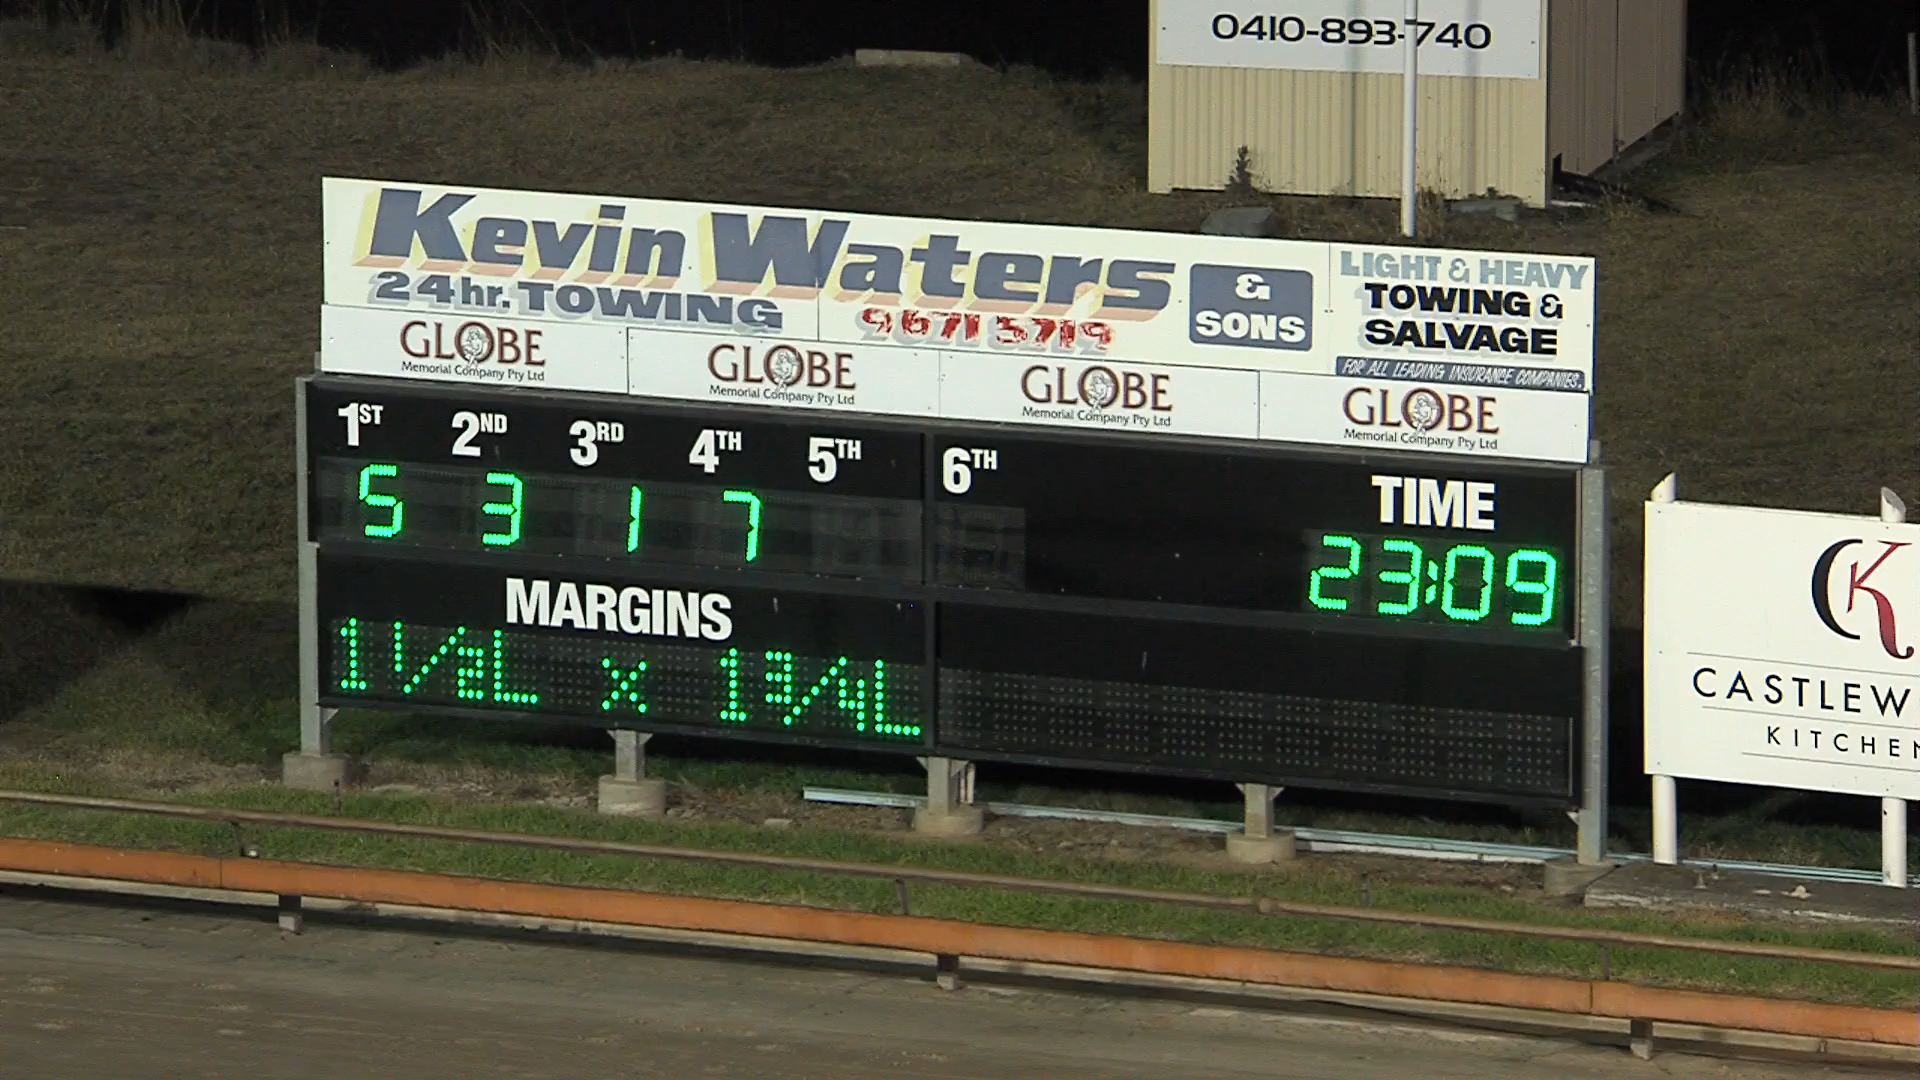 0410-893-740
Kevin Waters & SONS
24hr. TOWING 9671 5719
LIGHT & HEAVY
TOWING &
SALVAGE
FOR ALL LEADING INSURANCE COMPANIES.
GLOBE GLOBE GLOBE GLOBE
Memorial Company Pty Ltd Memorial Company Pty Ltd Memorial Company Pty Ltd Memorial Company Pty Ltd
1ST 2ND 3RD 4TH 5TH 6TH TIME
5 3 1 7 23:09
MARGINS
1 1/2L x 1 3/4L
CK
CASTLEW
KITCHEN